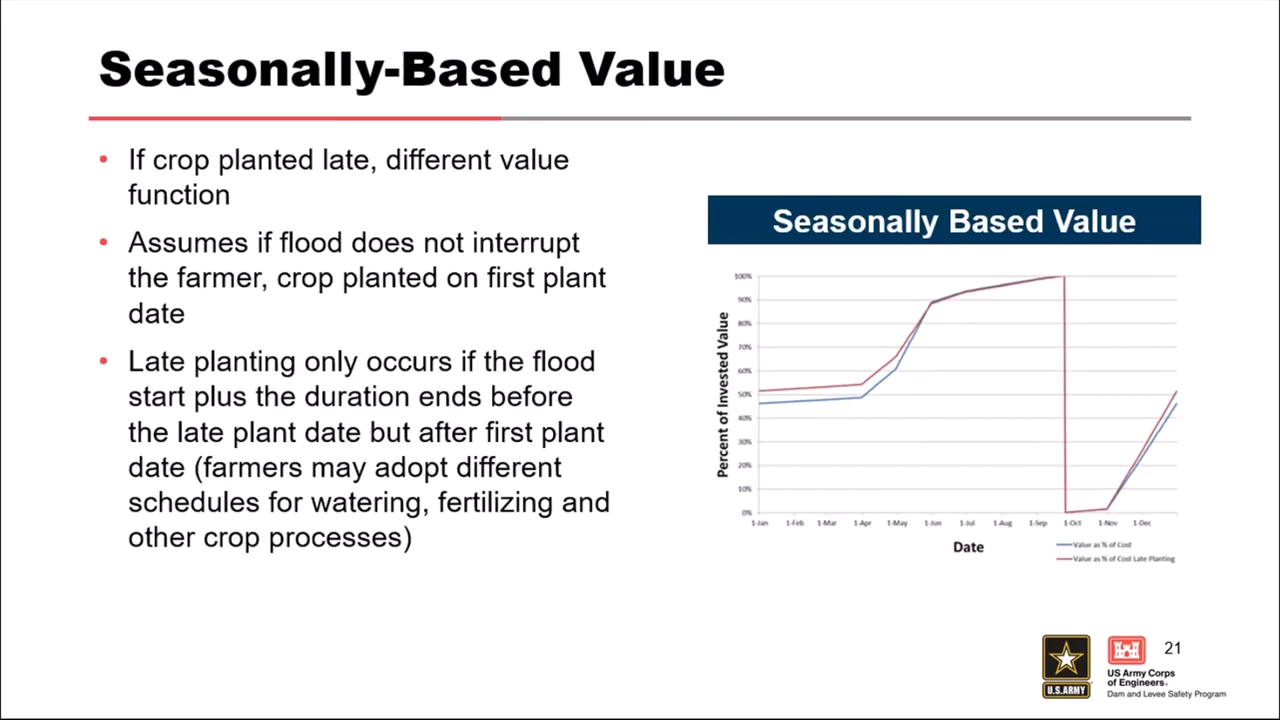 Seasonally-Based Value
• If crop planted late, different value
function
• Assumes if flood does not interrupt
the farmer, crop planted on first plant
date
• Late planting only occurs if the flood
start plus the duration ends before
the late plant date but after first plant
date (farmers may adopt different
schedules for watering, fertilizing and
other crop processes)
Seasonally Based Value
Percent of Invested Value
100%
90%
80%
70%
60%
50%
40%
30%
20%
10%
0%
1-Jan 1-Feb 1-Mar 1-Apr 1-May 1-Jun 1-Jul 1-Aug 1-Sep 1-Oct 1-Nov 1-Dec
Date
Value as % of Cost
Value as % of Cost Late Planting
U.S.ARMY
US Army Corps
of Engineers®
Dam and Levee Safety Program
21